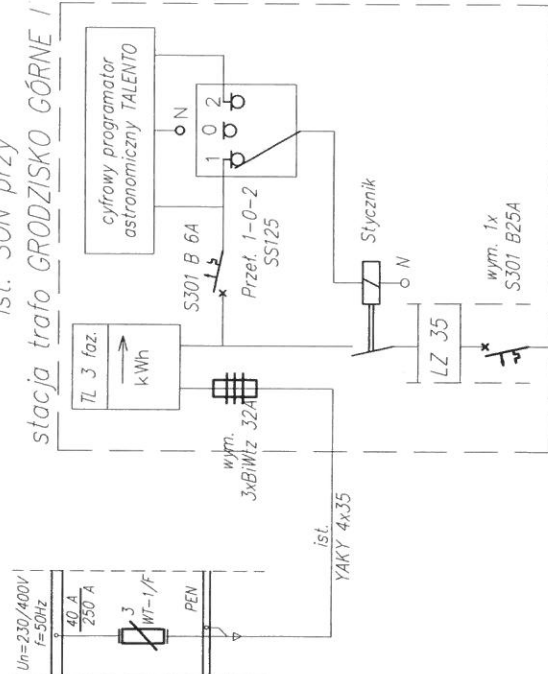 ist. SON przy
stacja trafo GRODZISKO GÓRNE
cyfrowy programator
astronomiczny TALENTO
N
1 0 2
S301 B 6A
Przeł. 1-0-2
SS125
TL 3 faz.
kWh
Stycznik
N
wym.
3xBiWtz 32A
LZ 35
wym. 1x
S301 B25A
Un=230/400V
f=50Hz
40 A
250 A
3
WT-1/F
PEN
ist.
YAKY 4x35